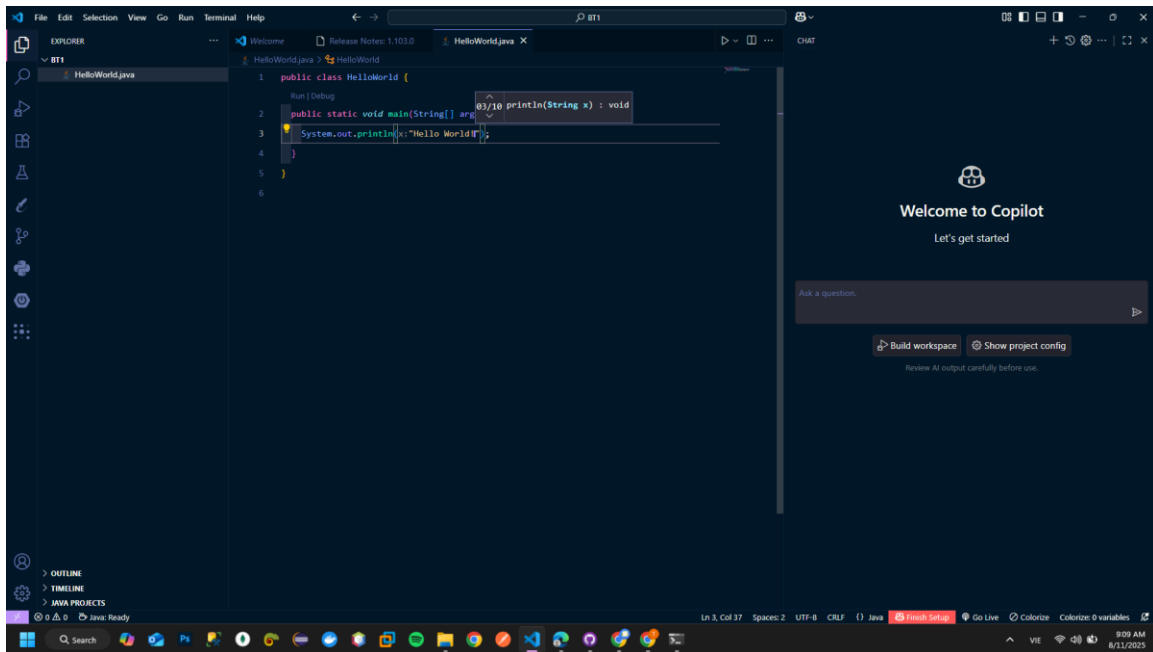 File Edit Selection View Go Run Terminal Help
BT1
EXPLORER
BT1
HelloWorld.java
OUTLINE
TIMELINE
JAVA PROJECTS
Welcome
Release Notes: 1.103.0
HelloWorld.java
HelloWorld.java > HelloWorld
1 public class HelloWorld {
Run | Debug
2 public static void main(String[] arg
03/10 println(String x) : void
3 System.out.println(x:"Hello World!");
4 }
5 }
6
CHAT
Welcome to Copilot
Let's get started
Ask a question.
Build workspace Show project config
Review AI output carefully before use.
0 0 Java: Ready
Ln 3, Col 37 Spaces: 2 UTF-8 CRLF {} Java Finish Setup Go Live Colorize Colorize: 0 variables
Search
Ps
VIE
9:09 AM
8/11/2025